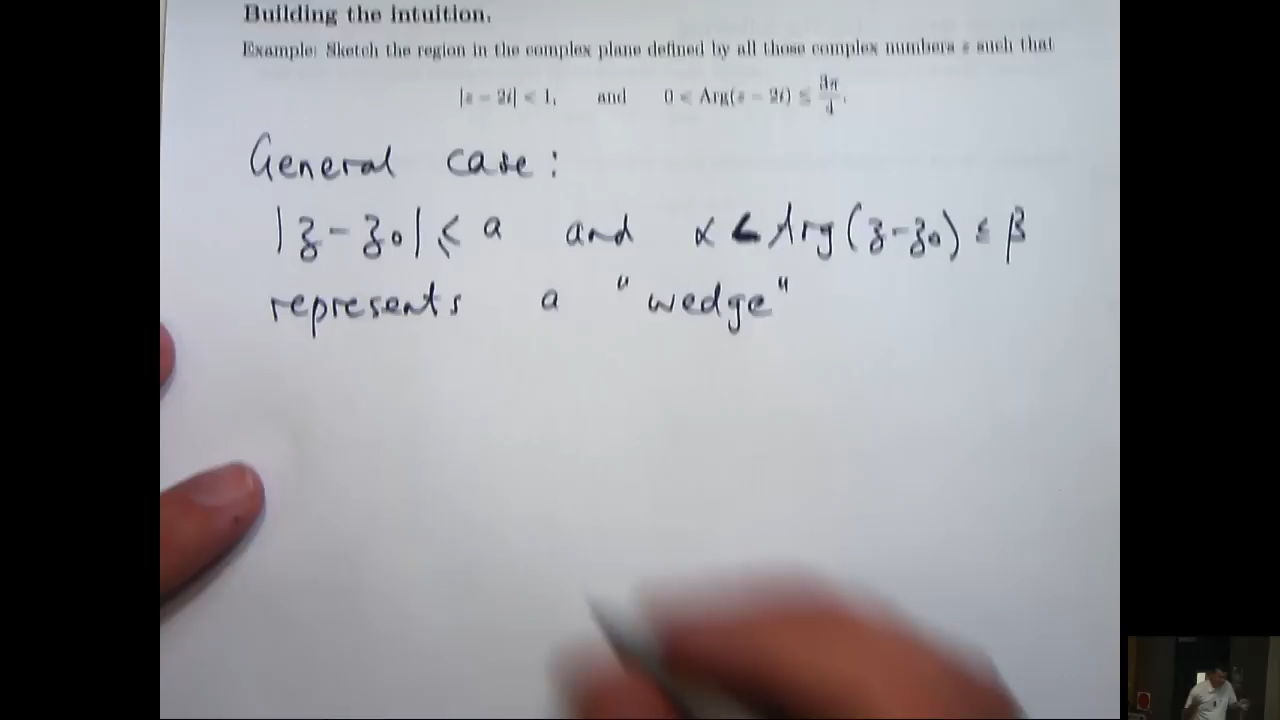 Building the intuition.
Example: Sketch the region in the complex plane defined by all those complex numbers z such that
|z − 2i| < 1, and 0 < Arg(z − 2i) ≤ 3π/4.
General case:
|z - z₀| ≤ a and α < Arg(z-z₀) ≤ β
represents a "wedge"